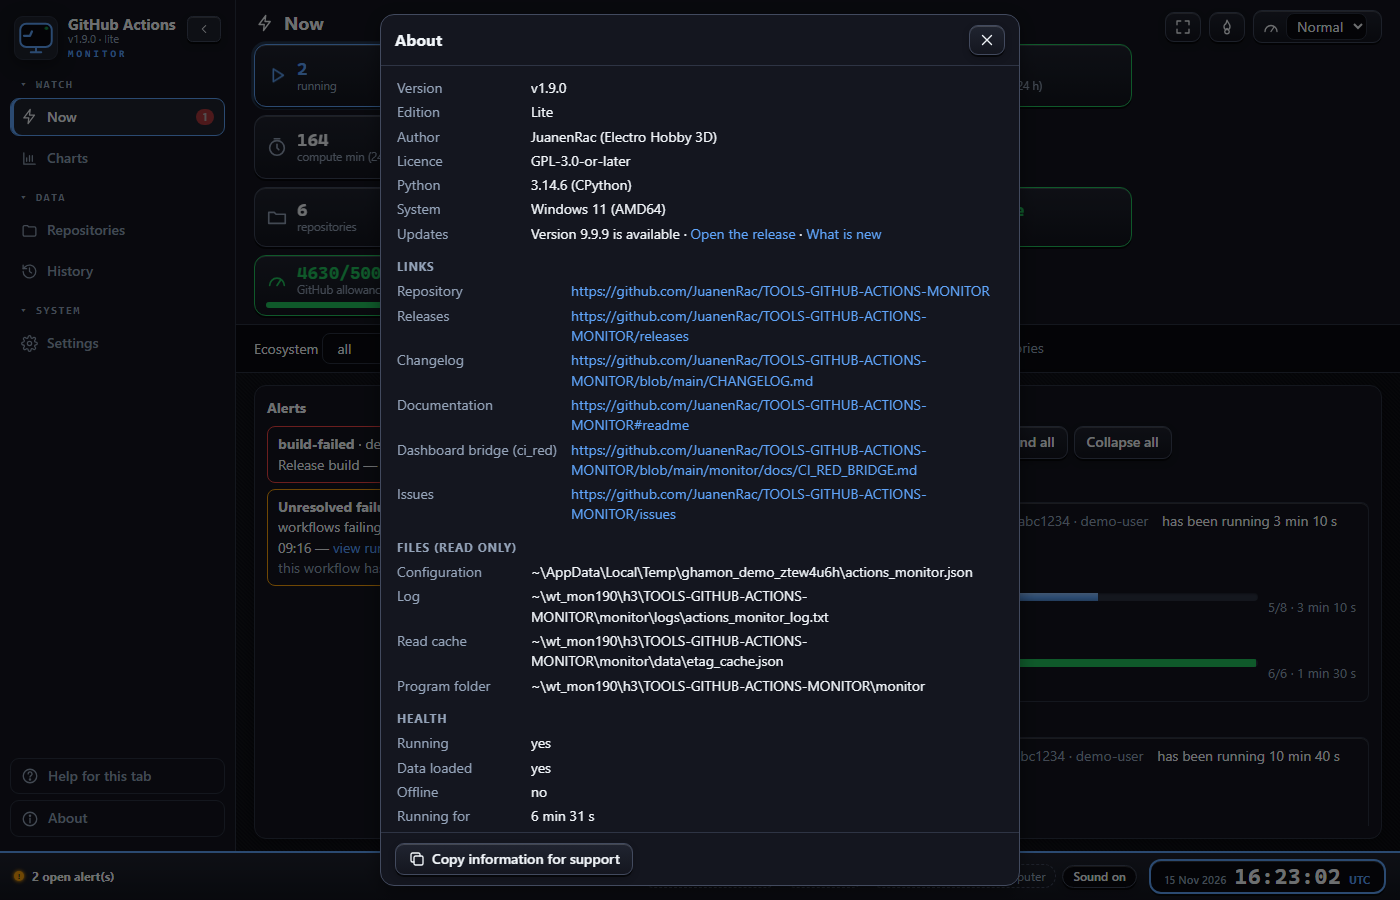 GitHub Actions
v1.9.0 · lite
MONITOR
WATCH
Now
1
Charts
DATA
Repositories
History
SYSTEM
Settings
Help for this tab
About
Now
Normal
2
running
24 h)
164
compute min (24
6
repositories
4630/500
GitHub allowanc
Ecosystem
all
ries
Alerts
build-failed · de
Release build —
Unresolved failu
workflows failing
09:16 — view run
this workflow ha
nd all
Collapse all
abc1234 · demo-user has been running 3 min 10 s
5/8 · 3 min 10 s
6/6 · 1 min 30 s
bc1234 · demo-user has been running 10 min 40 s
About
Version v1.9.0
Edition Lite
Author JuanenRac (Electro Hobby 3D)
Licence GPL-3.0-or-later
Python 3.14.6 (CPython)
System Windows 11 (AMD64)
Updates Version 9.9.9 is available · Open the release · What is new
LINKS
Repository https://github.com/JuanenRac/TOOLS-GITHUB-ACTIONS-MONITOR
Releases https://github.com/JuanenRac/TOOLS-GITHUB-ACTIONS-
MONITOR/releases
Changelog https://github.com/JuanenRac/TOOLS-GITHUB-ACTIONS-
MONITOR/blob/main/CHANGELOG.md
Documentation https://github.com/JuanenRac/TOOLS-GITHUB-ACTIONS-
MONITOR#readme
Dashboard bridge (ci_red) https://github.com/JuanenRac/TOOLS-GITHUB-ACTIONS-
MONITOR/blob/main/monitor/docs/CI_RED_BRIDGE.md
Issues https://github.com/JuanenRac/TOOLS-GITHUB-ACTIONS-
MONITOR/issues
FILES (READ ONLY)
Configuration ~\AppData\Local\Temp\ghamon_demo_ztew4u6h\actions_monitor.json
Log ~\wt_mon190\h3\TOOLS-GITHUB-ACTIONS-
MONITOR\monitor\logs\actions_monitor_log.txt
Read cache ~\wt_mon190\h3\TOOLS-GITHUB-ACTIONS-
MONITOR\monitor\data\etag_cache.json
Program folder ~\wt_mon190\h3\TOOLS-GITHUB-ACTIONS-MONITOR\monitor
HEALTH
Running yes
Data loaded yes
Offline no
Running for 6 min 31 s
Copy information for support
2 open alert(s)
puter
Sound on
15 Nov 2026 16:23:02 UTC